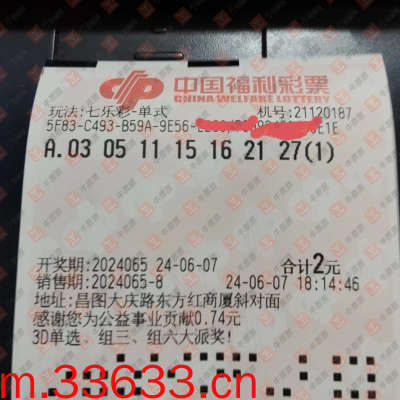 中国福利彩票
CHINA WELFARE LOTTERY
玩法:七乐彩-单式 机号:21120187
5F83-C493-B59A-9E56-
A.03 05 11 15 16 21 27(1)
开奖期:2024065 24-06-07 合计2元
销售期:2024065-8 24-06-07 18:14:46
地址:昌图大庆路东方红商厦斜对面
感谢您为公益事业贡献0.74元
3D单选、组三、组六大派奖!
m.33633.cn